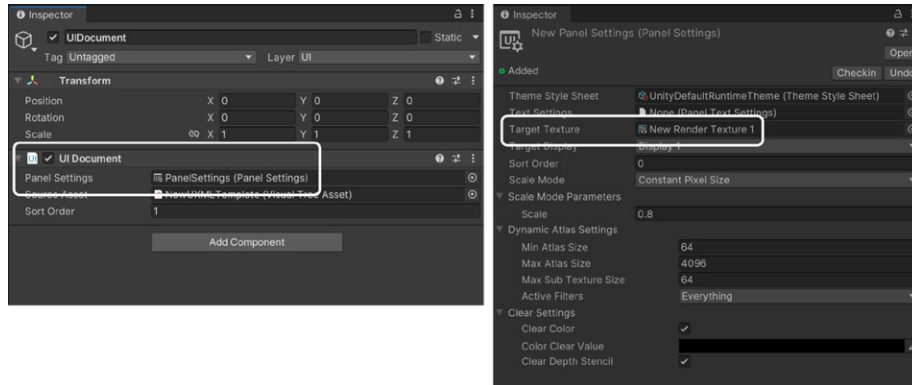 Inspector
UIDocument
Static
Tag Untagged Layer UI
Transform
Position X 0 Y 0 Z 0
Rotation X 0 Y 0 Z 0
Scale X 1 Y 1 Z 1
UI Document
Panel Settings PanelSettings (Panel Settings)
Source Asset NewUXMLTemplate (Visual Tree Asset)
Sort Order 1
Add Component
Inspector
New Panel Settings (Panel Settings)
Open
Added
Checkin Undo
Theme Style Sheet UnityDefaultRuntimeTheme (Theme Style Sheet)
Text Settings None (Panel Text Settings)
Target Texture New Render Texture 1
Target Display Display 1
Sort Order 0
Scale Mode Constant Pixel Size
Scale Mode Parameters
Scale 0.8
Dynamic Atlas Settings
Min Atlas Size 64
Max Atlas Size 4096
Max Sub Texture Size 64
Active Filters Everything
Clear Settings
Clear Color
Color Clear Value
Clear Depth Stencil